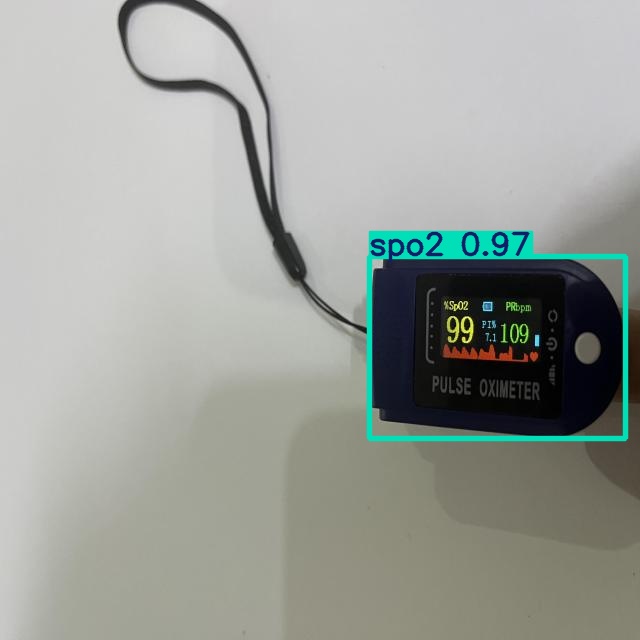 spo2 0.97
%SpO2 PRbpm
99 PI% 109
7.1
PULSE OXIMETER